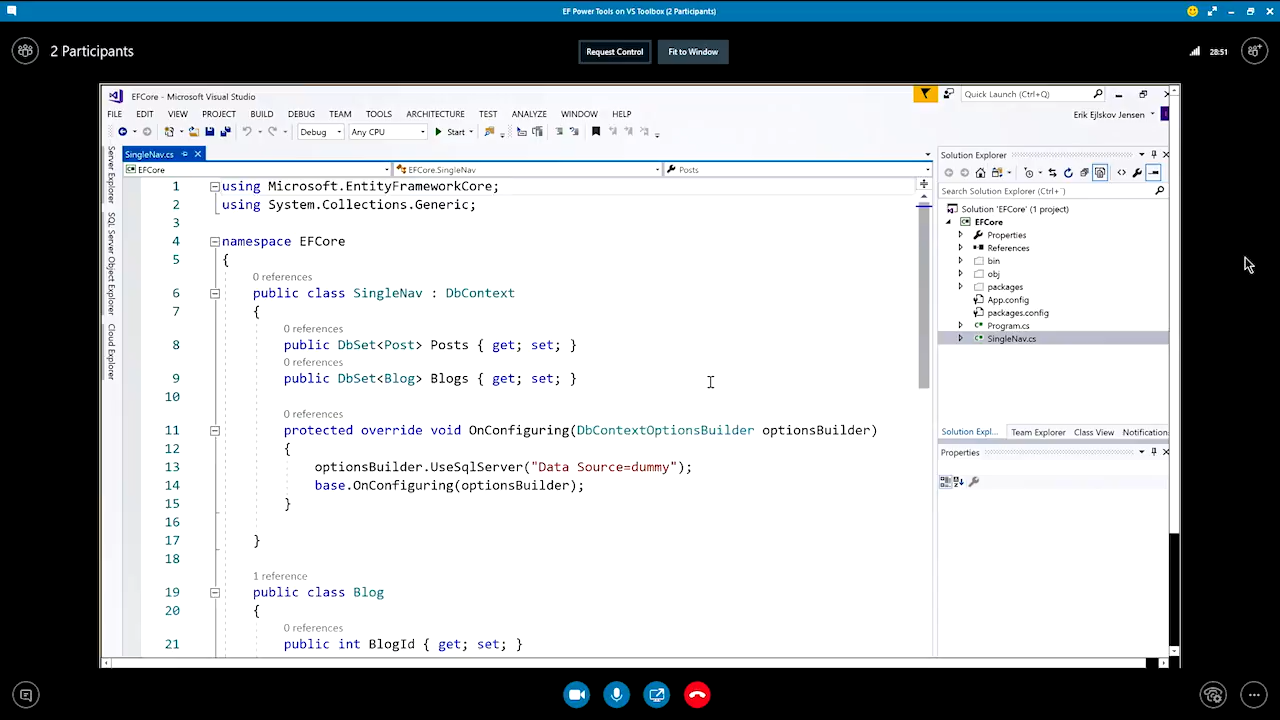 EF Power Tools on VS Toolbox (2 Participants)
2 Participants
Request Control
Fit to Window
28:51
EFCore - Microsoft Visual Studio
Quick Launch (Ctrl+)
FILE EDIT VIEW PROJECT BUILD DEBUG TEAM TOOLS ARCHITECTURE TEST ANALYZE WINDOW HELP
Erik Ejlskov Jensen
Debug Any CPU Start
Server Explorer
SQL Server Object Explorer
Cloud Explorer
SingleNav.cs
EFCore EFCore.SingleNav Posts
1 using Microsoft.EntityFrameworkCore;
2 using System.Collections.Generic;
3
4 namespace EFCore
5 {
0 references
6 public class SingleNav : DbContext
7 {
0 references
8 public DbSet<Post> Posts { get; set; }
0 references
9 public DbSet<Blog> Blogs { get; set; }
10
0 references
11 protected override void OnConfiguring(DbContextOptionsBuilder optionsBuilder)
12 {
13 optionsBuilder.UseSqlServer("Data Source=dummy");
14 base.OnConfiguring(optionsBuilder);
15 }
16
17 }
18
1 reference
19 public class Blog
20 {
0 references
21 public int BlogId { get; set; }
Solution Explorer
Search Solution Explorer (Ctrl+)
Solution 'EFCore' (1 project)
EFCore
Properties
References
bin
obj
packages
App.config
packages.config
Program.cs
SingleNav.cs
Solution Expl... Team Explorer Class View Notification
Properties